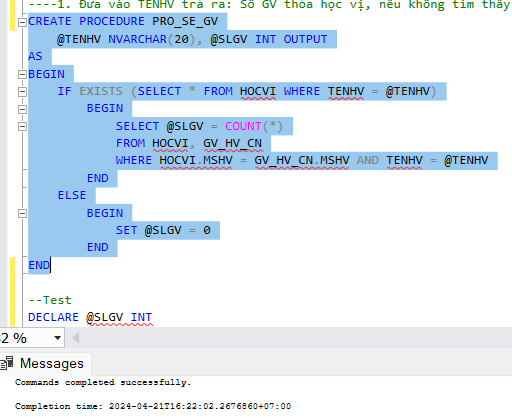 ----1. Đưa vào TENHV trả ra: Số GV thỏa học vị, nếu không tìm thấy
CREATE PROCEDURE PRO_SE_GV
@TENHV NVARCHAR(20), @SLGV INT OUTPUT
AS
BEGIN
IF EXISTS (SELECT * FROM HOCVI WHERE TENHV = @TENHV)
BEGIN
SELECT @SLGV = COUNT(*)
FROM HOCVI, GV_HV_CN
WHERE HOCVI.MSHV = GV_HV_CN.MSHV AND TENHV = @TENHV
END
ELSE
BEGIN
SET @SLGV = 0
END
END
--Test
DECLARE @SLGV INT
2 %
Messages
Commands completed successfully.
Completion time: 2024-04-21T16:22:02.2676860+07:00